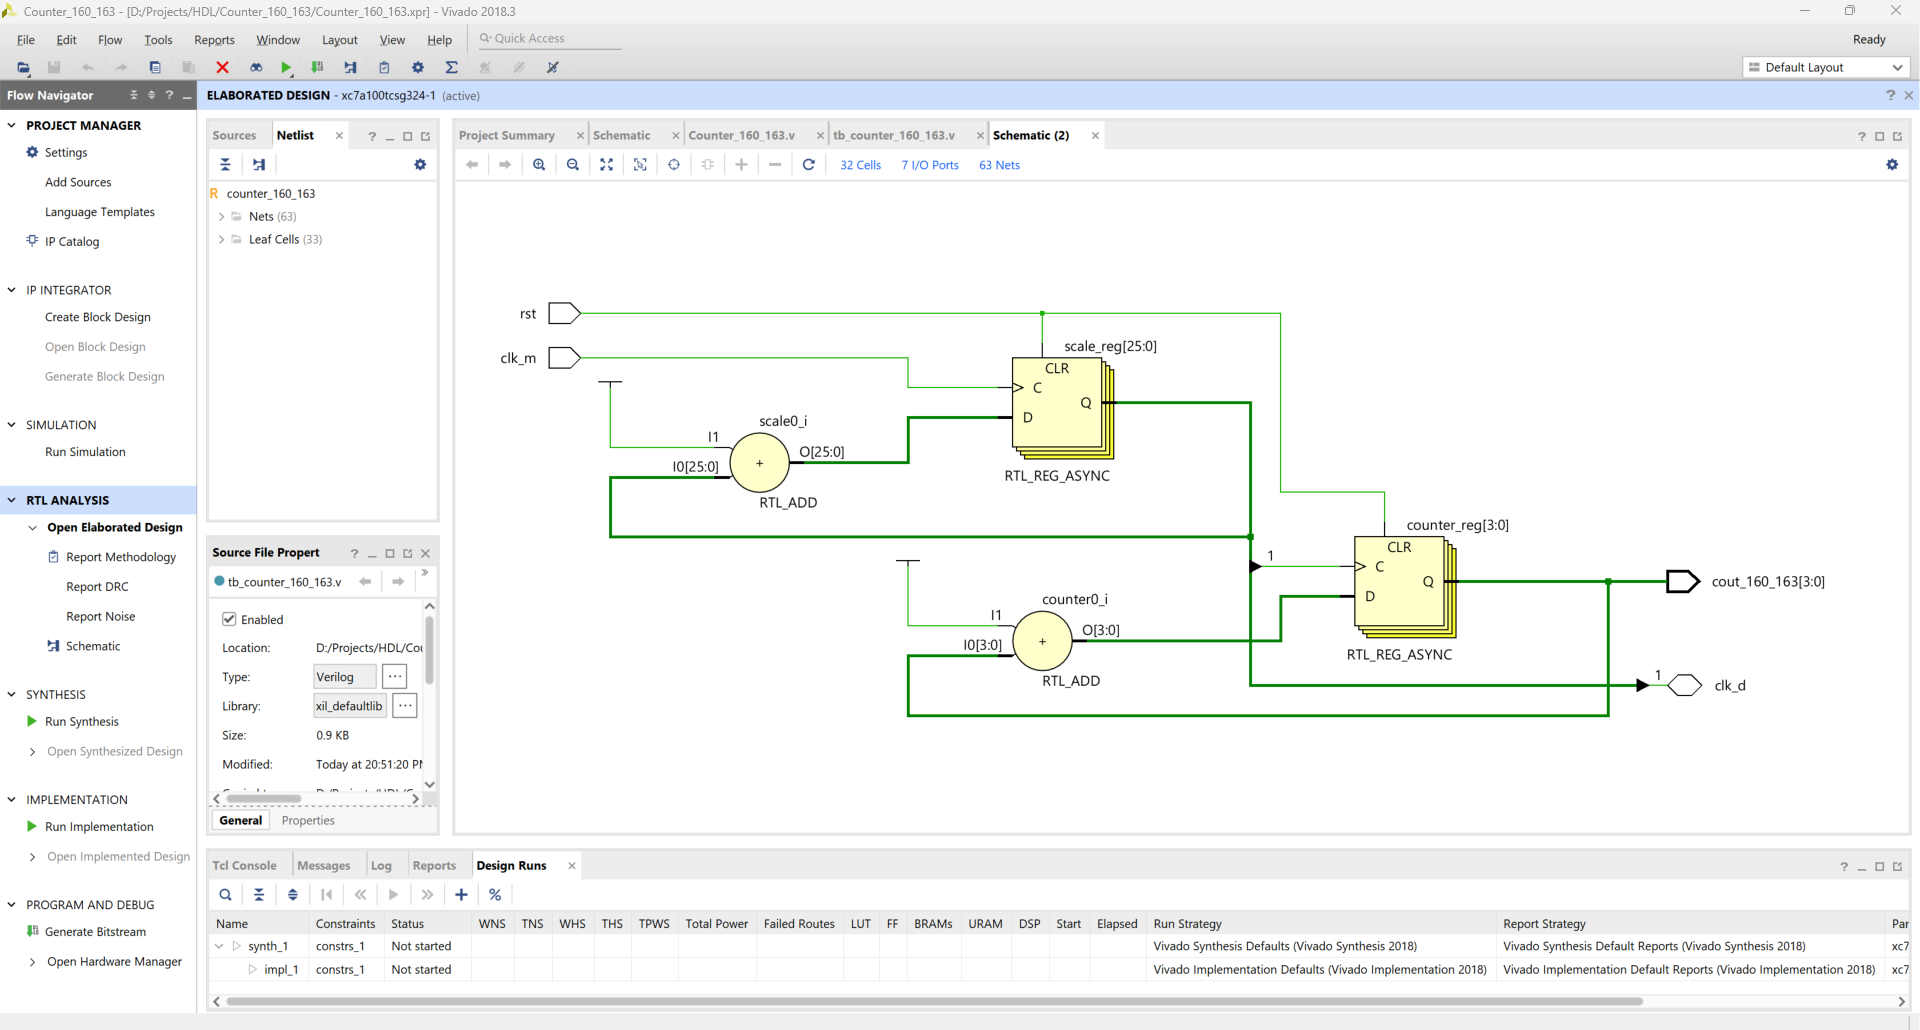 Counter_160_163 - [D:/Projects/HDL/Counter_160_163/Counter_160_163.xpr] - Vivado 2018.3
File Edit Flow Tools Reports Window Layout View Help Quick Access Ready
Default Layout
Flow Navigator ? _
ELABORATED DESIGN - xc7a100tcsg324-1 (active)
PROJECT MANAGER
Settings
Add Sources
Language Templates
IP Catalog
IP INTEGRATOR
Create Block Design
Open Block Design
Generate Block Design
SIMULATION
Run Simulation
RTL ANALYSIS
Open Elaborated Design
Report Methodology
Report DRC
Report Noise
Schematic
SYNTHESIS
Run Synthesis
Open Synthesized Design
IMPLEMENTATION
Run Implementation
Open Implemented Design
PROGRAM AND DEBUG
Generate Bitstream
Open Hardware Manager
Sources Netlist
R counter_160_163
Nets (63)
Leaf Cells (33)
Source File Propert
tb_counter_160_163.v
Enabled
Location: D:/Projects/HDL/Cou
Type: Verilog ...
Library: xil_defaultlib ...
Size: 0.9 KB
Modified: Today at 20:51:20 PM
General Properties
Project Summary Schematic Counter_160_163.v tb_counter_160_163.v Schematic (2)
32 Cells 7 I/O Ports 63 Nets
rst
clk_m
scale_reg[25:0]
CLR
C
Q
D
RTL_REG_ASYNC
scale0_i
I1
I0[25:0]
+
O[25:0]
RTL_ADD
counter_reg[3:0]
CLR
1
C
Q
D
RTL_REG_ASYNC
cout_160_163[3:0]
counter0_i
I1
I0[3:0]
+
O[3:0]
RTL_ADD
1
clk_d
Tcl Console Messages Log Reports Design Runs
Name Constraints Status WNS TNS WHS THS TPWS Total Power Failed Routes LUT FF BRAMs URAM DSP Start Elapsed Run Strategy Report Strategy Par
synth_1 constrs_1 Not started Vivado Synthesis Defaults (Vivado Synthesis 2018) Vivado Synthesis Default Reports (Vivado Synthesis 2018) xc7
impl_1 constrs_1 Not started Vivado Implementation Defaults (Vivado Implementation 2018) Vivado Implementation Default Reports (Vivado Implementation 2018) xc7